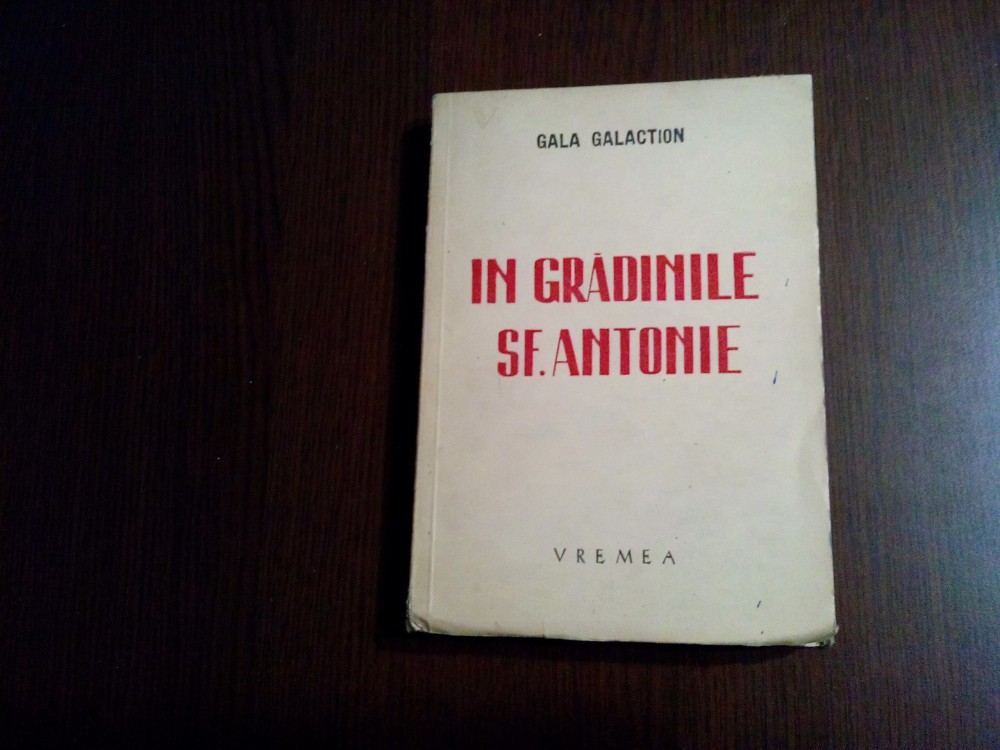 GALA GALACTION
IN GRĂDINILE
SF. ANTONIE
VREMEA